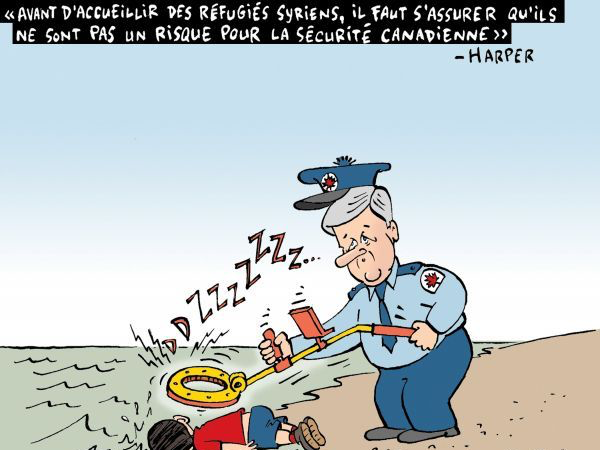 «AVANT D'ACCUEILLIR DES RÉFUGIÉS SYRIENS, IL FAUT S'ASSURER QU'ILS
NE SONT PAS UN RISQUE POUR LA SÉCURITÉ CANADIENNE»
-HARPER
DDZZZZZZZZ...